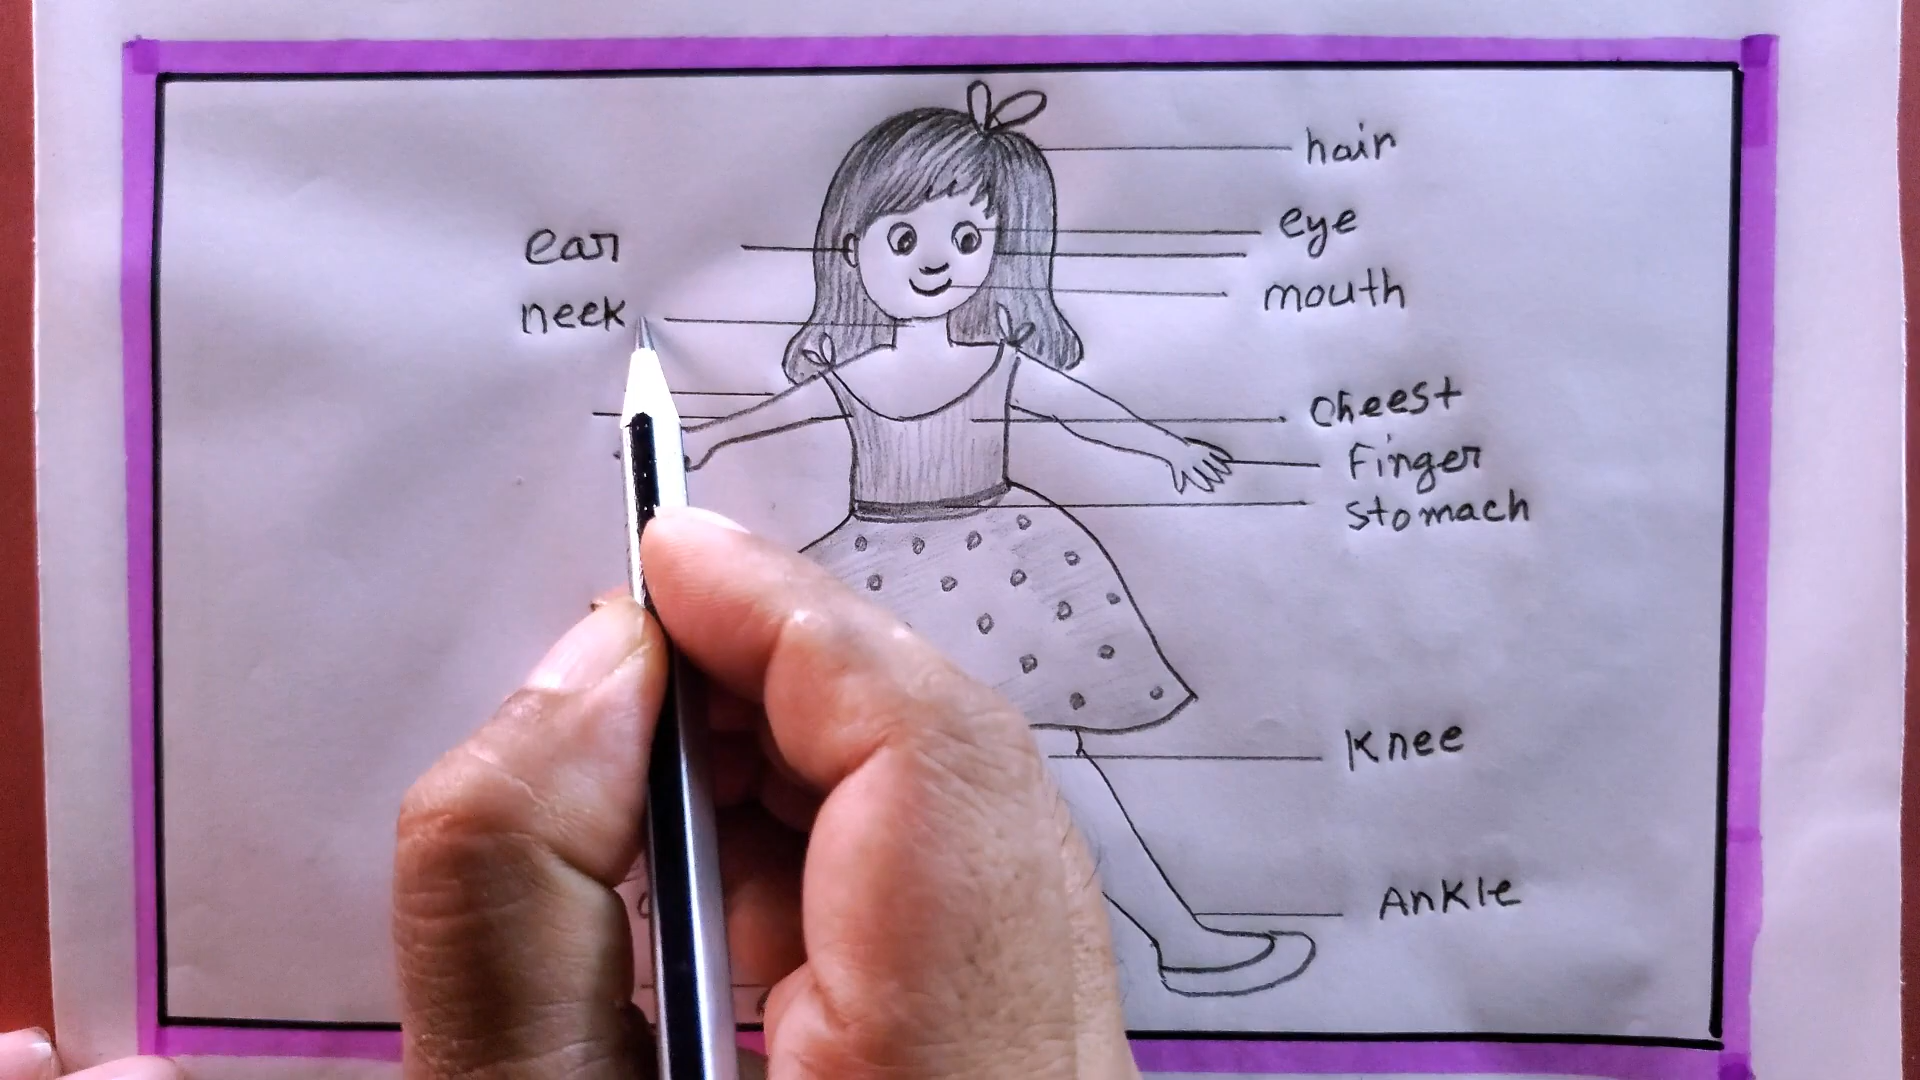 hair
eye
ear
mouth
neek
cheest
Finger
stomach
Knee
Ankle